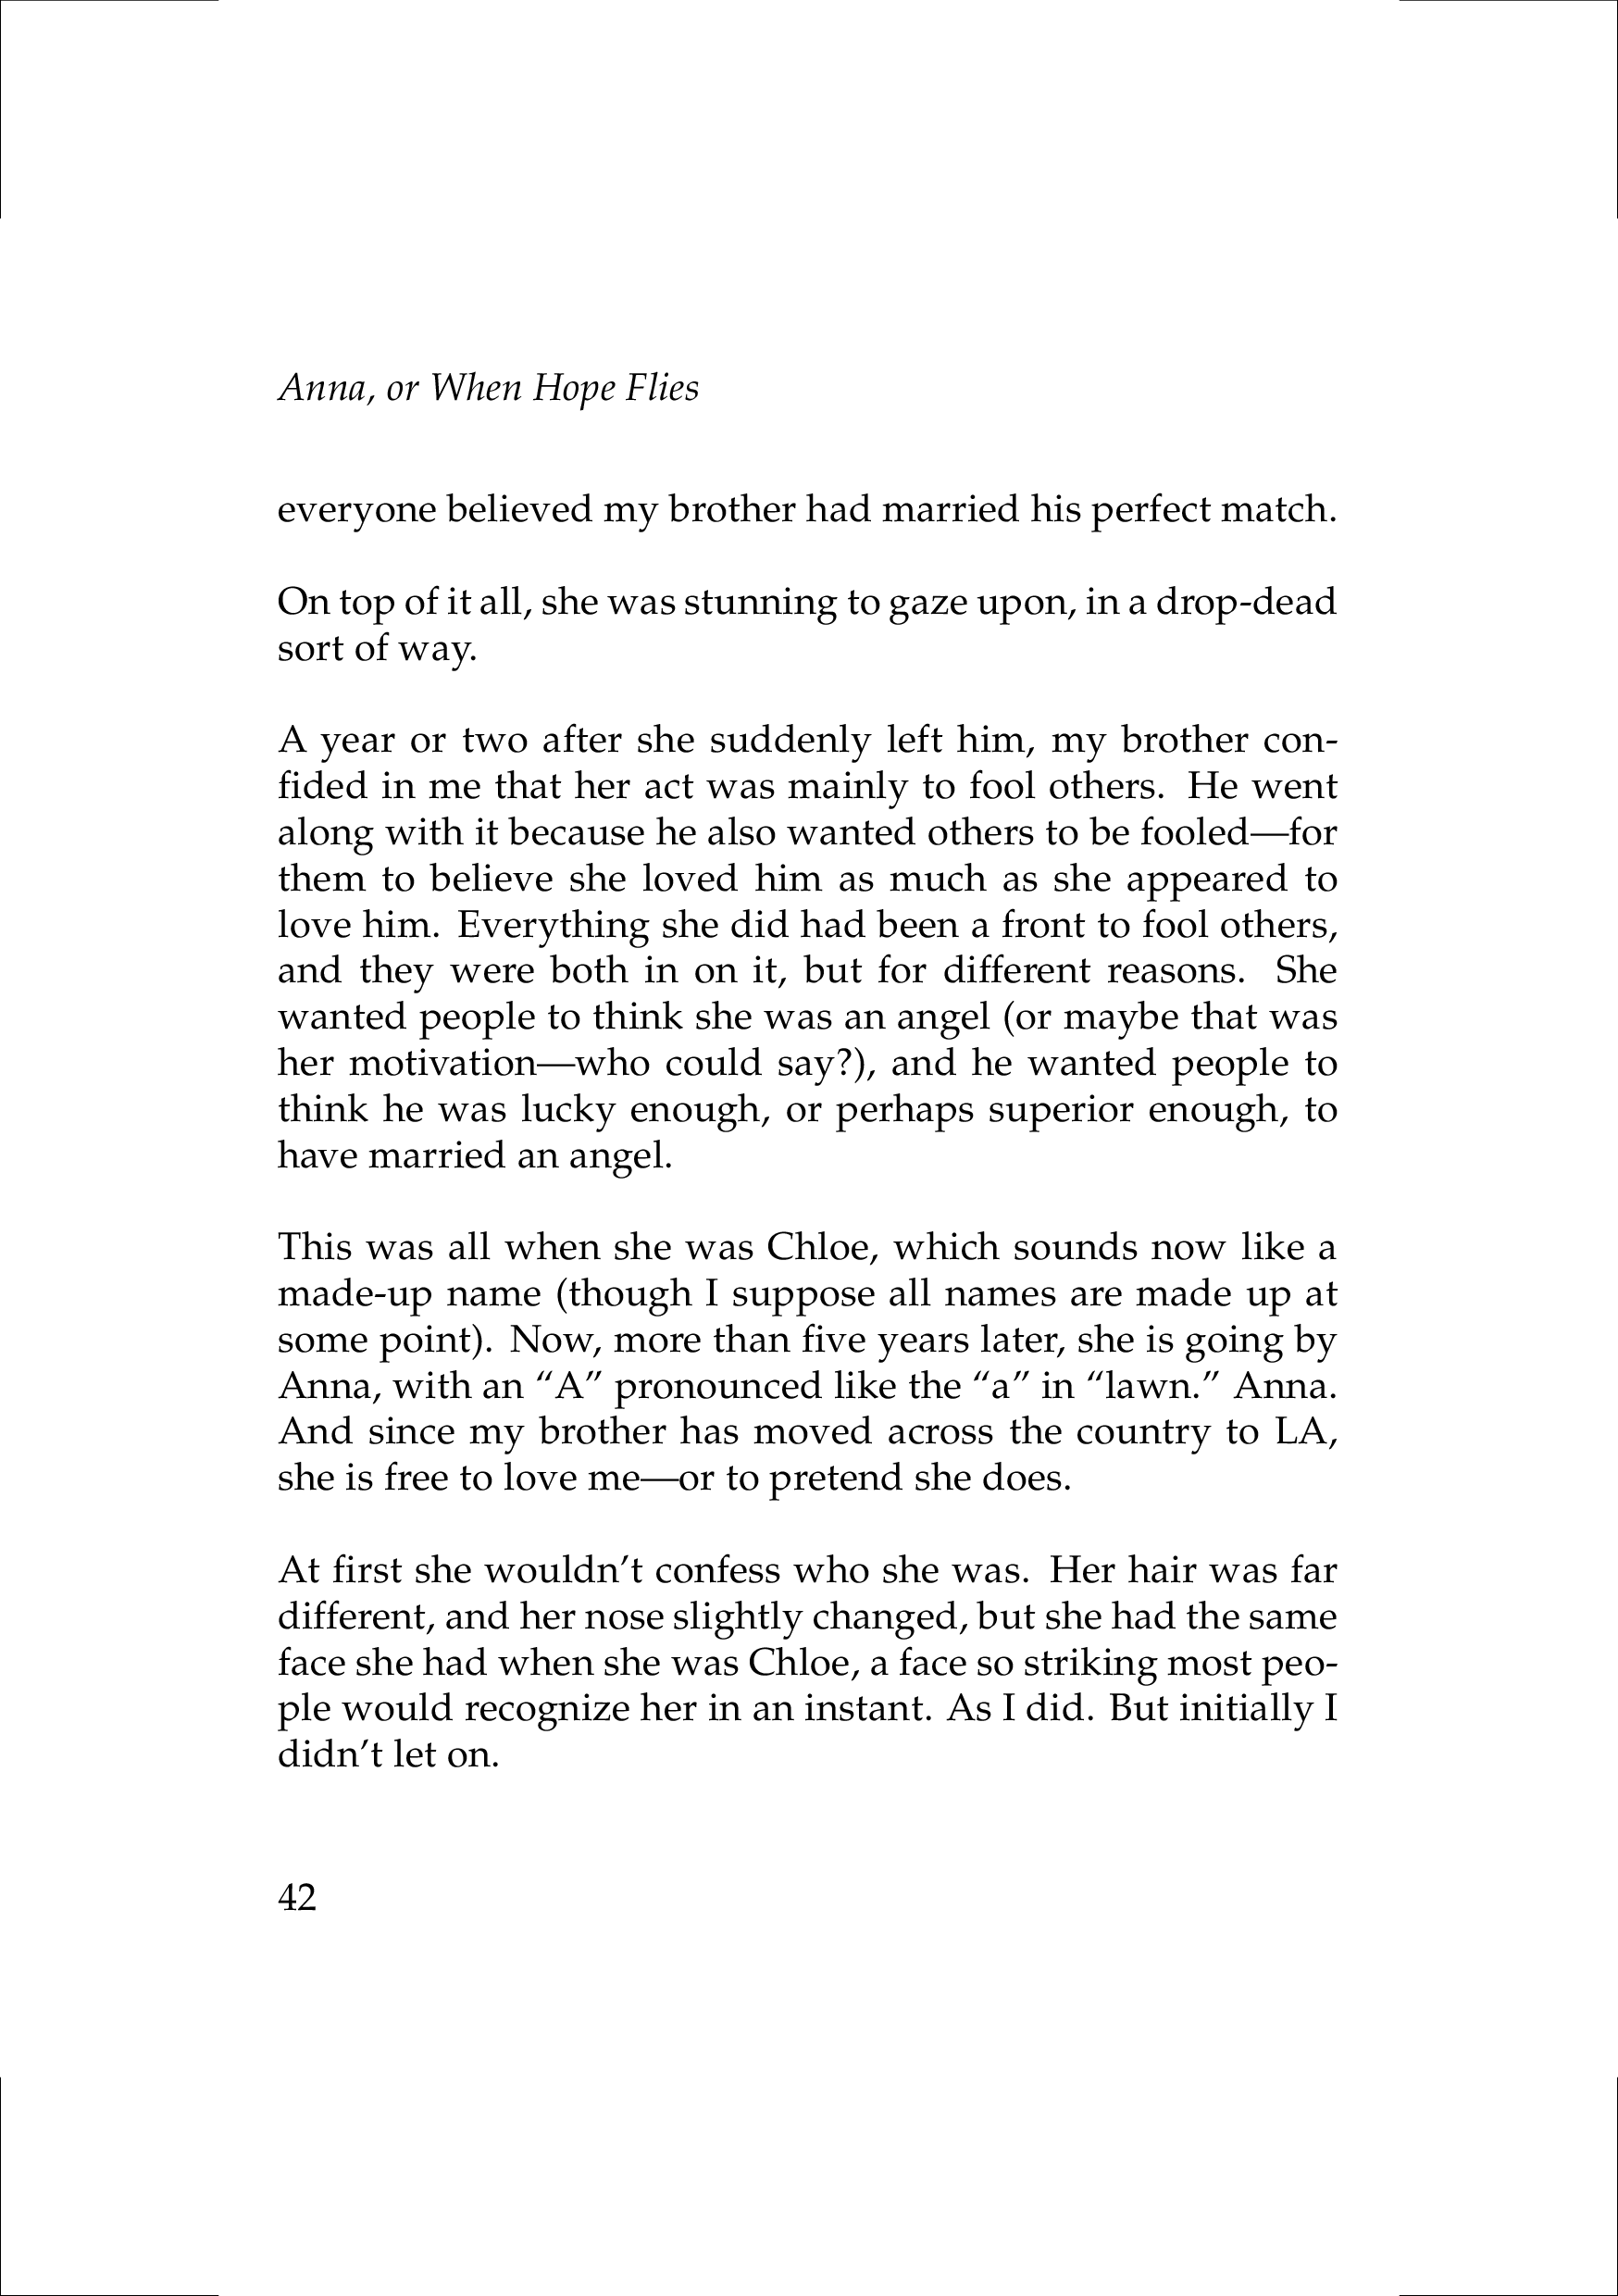 Anna, or When Hope Flies
everyone believed my brother had married his perfect match.
On top of it all, she was stunning to gaze upon, in a drop-dead
sort of way.
A year or two after she suddenly left him, my brother con-
fided in me that her act was mainly to fool others. He went
along with it because he also wanted others to be fooled—for
them to believe she loved him as much as she appeared to
love him. Everything she did had been a front to fool others,
and they were both in on it, but for different reasons. She
wanted people to think she was an angel (or maybe that was
her motivation—who could say?), and he wanted people to
think he was lucky enough, or perhaps superior enough, to
have married an angel.
This was all when she was Chloe, which sounds now like a
made-up name (though I suppose all names are made up at
some point). Now, more than five years later, she is going by
Anna, with an “A” pronounced like the “a” in “lawn.” Anna.
And since my brother has moved across the country to LA,
she is free to love me—or to pretend she does.
At first she wouldn’t confess who she was. Her hair was far
different, and her nose slightly changed, but she had the same
face she had when she was Chloe, a face so striking most peo-
ple would recognize her in an instant. As I did. But initially I
didn’t let on.
42